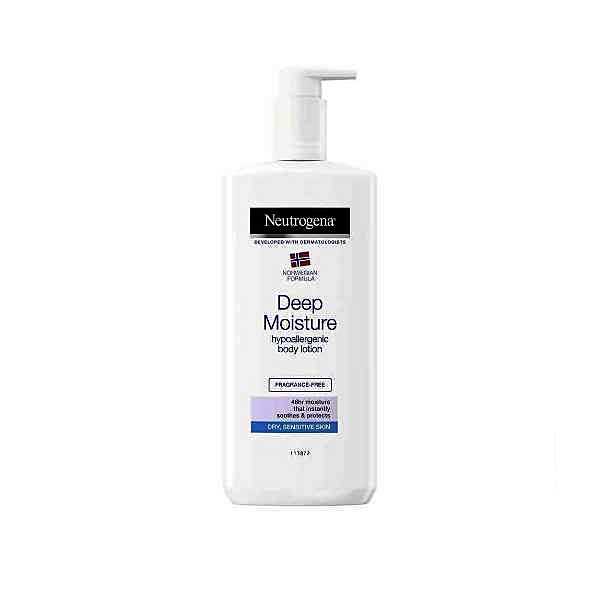 Neutrogena®
DEVELOPED WITH DERMATOLOGISTS
NORWEGIAN
FORMULA
Deep
Moisture
hypoallergenic
body lotion
FRAGRANCE-FREE
48hr moisture
that instantly
soothes & protects
DRY, SENSITIVE SKIN